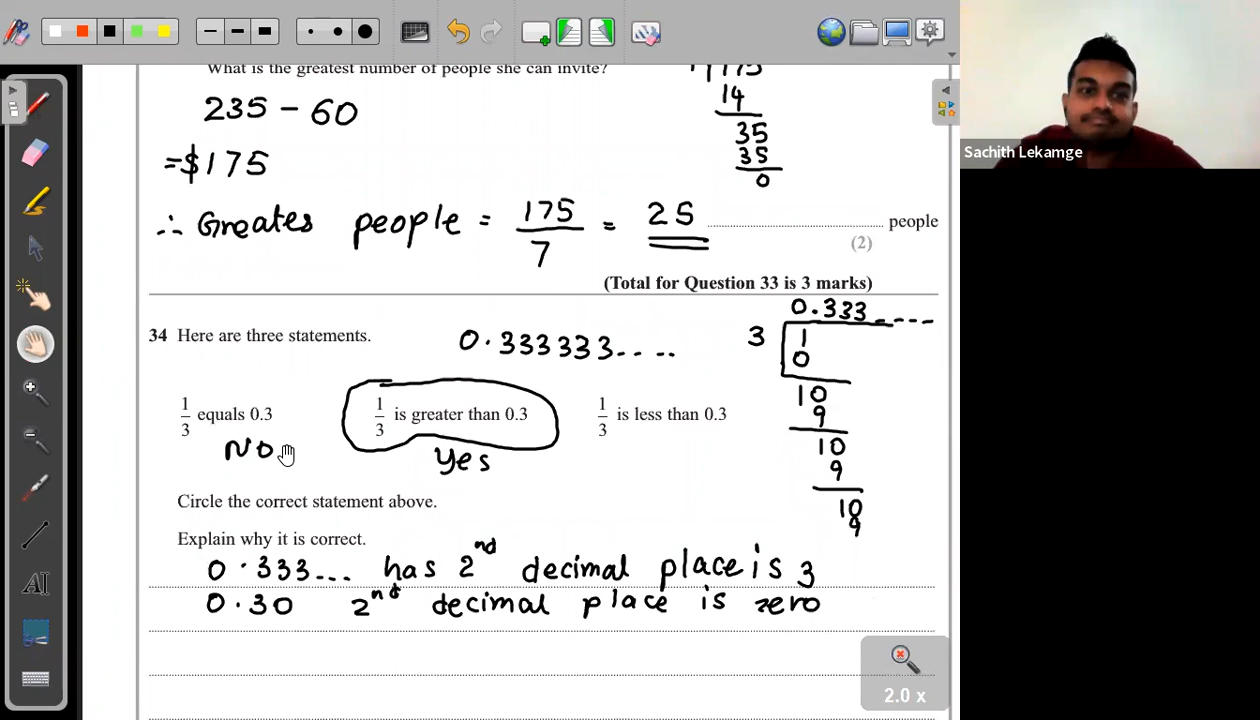 What is the greatest number of people she can invite?
235 - 60
= $175
175
14
35
35
0
∴ Greates people = 175/7 = 25 people
(2)
(Total for Question 33 is 3 marks)
34 Here are three statements.
0.333333....
0.333....
3
1
0
10
9
10
9
10
9
1/3 equals 0.3
1/3 is greater than 0.3
1/3 is less than 0.3
NO
Yes
Circle the correct statement above.
Explain why it is correct.
0.333... has 2nd decimal place is 3
0.30 2nd decimal place is zero
Sachith Lekamge
AI
2.0 x